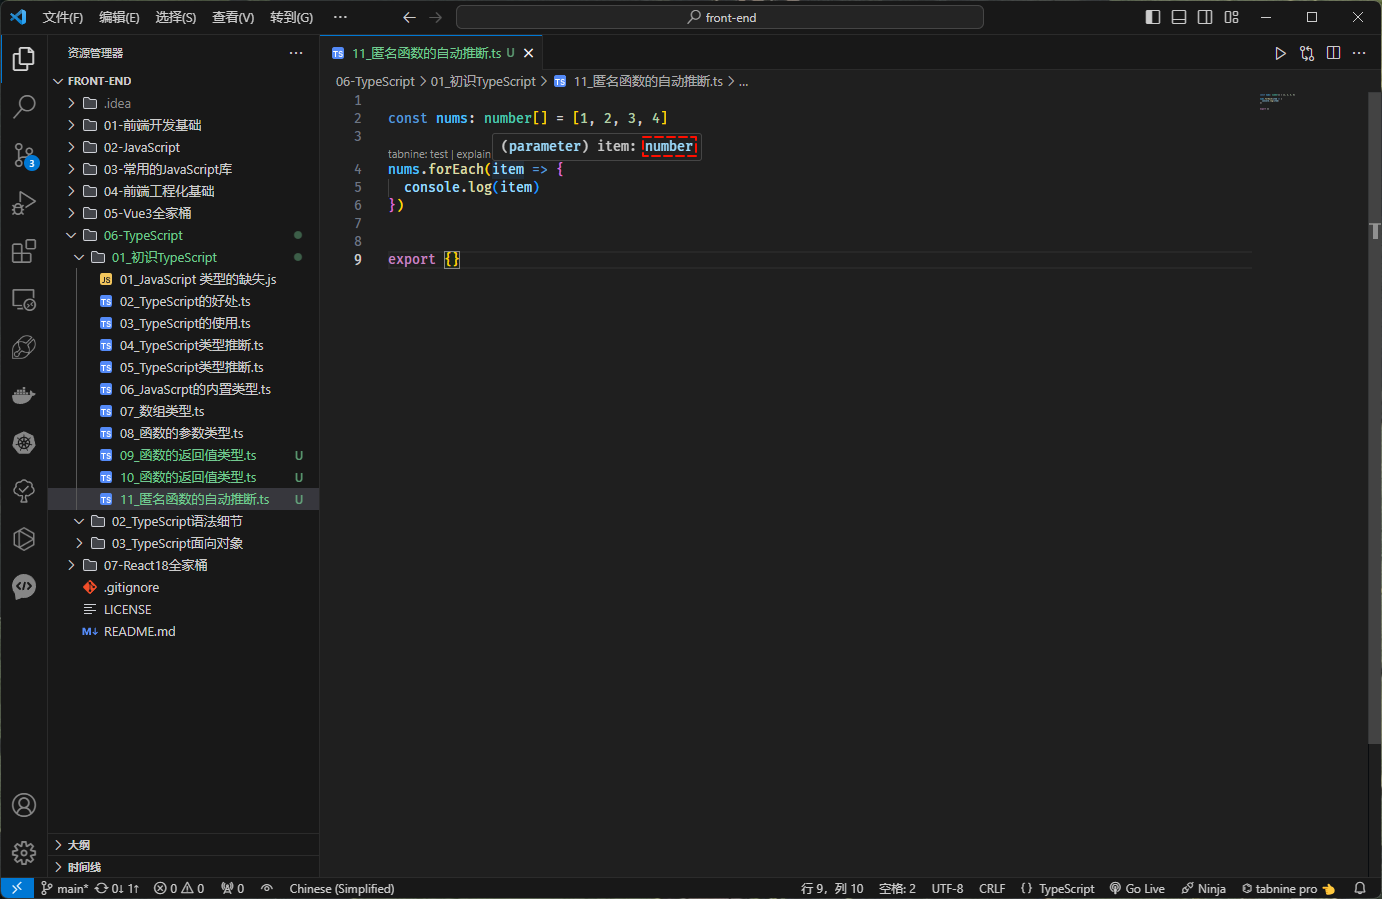 文件(F) 编辑(E) 选择(S) 查看(V) 转到(G) ··· front-end
资源管理器 ···
11_匿名函数的自动推断.ts U
FRONT-END
06-TypeScript > 01_初识TypeScript > TS 11_匿名函数的自动推断.ts > ...
.idea
01-前端开发基础
02-JavaScript
03-常用的JavaScript库
04-前端工程化基础
05-Vue3全家桶
06-TypeScript
01_初识TypeScript
JS 01_JavaScript 类型的缺失.js
TS 02_TypeScript的好处.ts
TS 03_TypeScript的使用.ts
TS 04_TypeScript类型推断.ts
TS 05_TypeScript类型推断.ts
TS 06_JavaScrpt的内置类型.ts
TS 07_数组类型.ts
TS 08_函数的参数类型.ts
TS 09_函数的返回值类型.ts U
TS 10_函数的返回值类型.ts U
TS 11_匿名函数的自动推断.ts U
02_TypeScript语法细节
03_TypeScript面向对象
07-React18全家桶
.gitignore
LICENSE
M↓ README.md
大纲
时间线
1
2 const nums: number[] = [1, 2, 3, 4]
3
(parameter) item: number
tabnine: test | explain
4 nums.forEach(item => {
5 console.log(item)
6 })
7
8
9 export {}
3
main* 0↓ 1↑ 0 0 0 Chinese (Simplified) 行 9，列 10 空格: 2 UTF-8 CRLF {} TypeScript Go Live Ninja tabnine pro